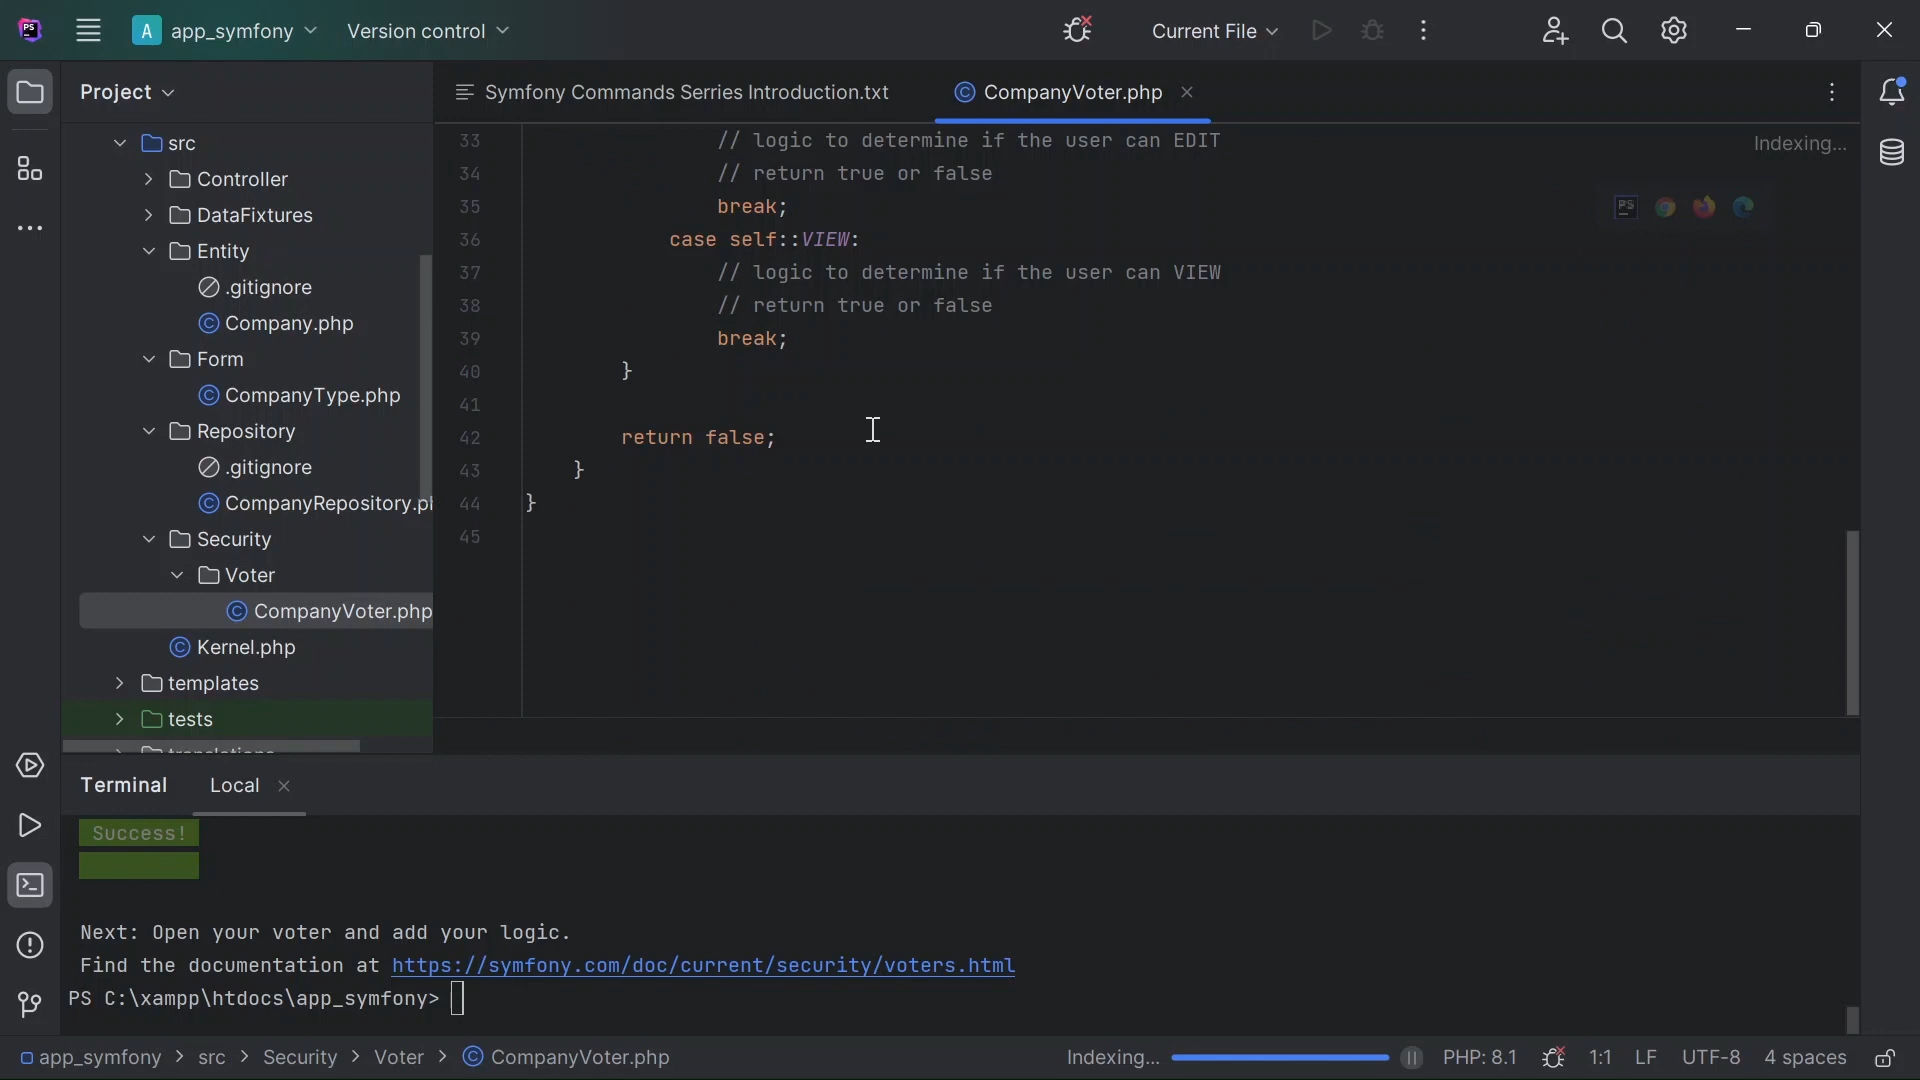 PS
A app_symfony
Version control
Current File
Project
Symfony Commands Serries Introduction.txt
CompanyVoter.php
src
Controller
DataFixtures
Entity
.gitignore
Company.php
Form
CompanyType.php
Repository
.gitignore
CompanyRepository.ph
Security
Voter
CompanyVoter.php
Kernel.php
templates
tests
translations
Indexing...
PS
33 // logic to determine if the user can EDIT
34 // return true or false
35 break;
36 case self::VIEW:
37 // logic to determine if the user can VIEW
38 // return true or false
39 break;
40 }
41
42 return false;
43 }
44 }
45
Terminal
Local
Success!
Next: Open your voter and add your logic.
Find the documentation at https://symfony.com/doc/current/security/voters.html
PS C:\xampp\htdocs\app_symfony>
app_symfony > src > Security > Voter > CompanyVoter.php
Indexing... PHP: 8.1 1:1 LF UTF-8 4 spaces